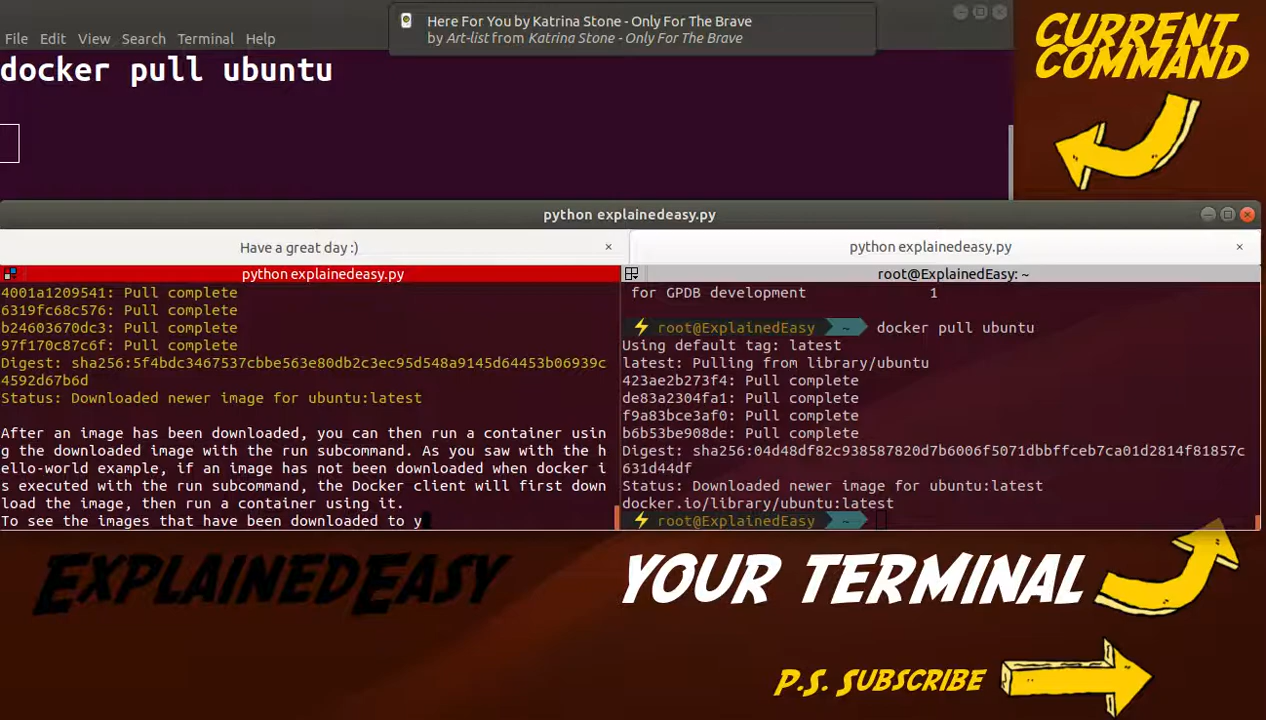 Here For You by Katrina Stone - Only For The Brave
by Art-list from Katrina Stone - Only For The Brave
CURRENT
COMMAND
File Edit View Search Terminal Help
docker pull ubuntu
python explainedeasy.py
Have a great day :)
python explainedeasy.py
python explainedeasy.py
4001a1209541: Pull complete
6319fc68c576: Pull complete
b24603670dc3: Pull complete
97f170c87c6f: Pull complete
Digest: sha256:5f4bdc3467537cbbe563e80db2c3ec95d548a9145d64453b06939c
4592d67b6d
Status: Downloaded newer image for ubuntu:latest
After an image has been downloaded, you can then run a container usin
g the downloaded image with the run subcommand. As you saw with the h
ello-world example, if an image has not been downloaded when docker i
s executed with the run subcommand, the Docker client will first down
load the image, then run a container using it.
To see the images that have been downloaded to y
root@ExplainedEasy: ~
for GPDB development 1
root@ExplainedEasy ~ docker pull ubuntu
Using default tag: latest
latest: Pulling from library/ubuntu
423ae2b273f4: Pull complete
de83a2304fa1: Pull complete
f9a83bce3af0: Pull complete
b6b53be908de: Pull complete
Digest: sha256:04d48df82c938587820d7b6006f5071dbbffceb7ca01d2814f81857c
631d44df
Status: Downloaded newer image for ubuntu:latest
docker.io/library/ubuntu:latest
root@ExplainedEasy ~
EXPLAINEDEASY
YOUR TERMINAL
P.S. SUBSCRIBE